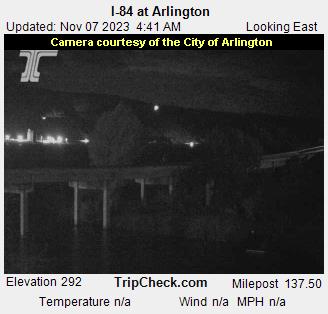 I-84 at Arlington
Updated: Nov 07 2023 4:41 AM Looking East
Camera courtesy of the City of Arlington
Elevation 292 TripCheck.com Milepost 137.50
Temperature n/a Wind n/a MPH n/a